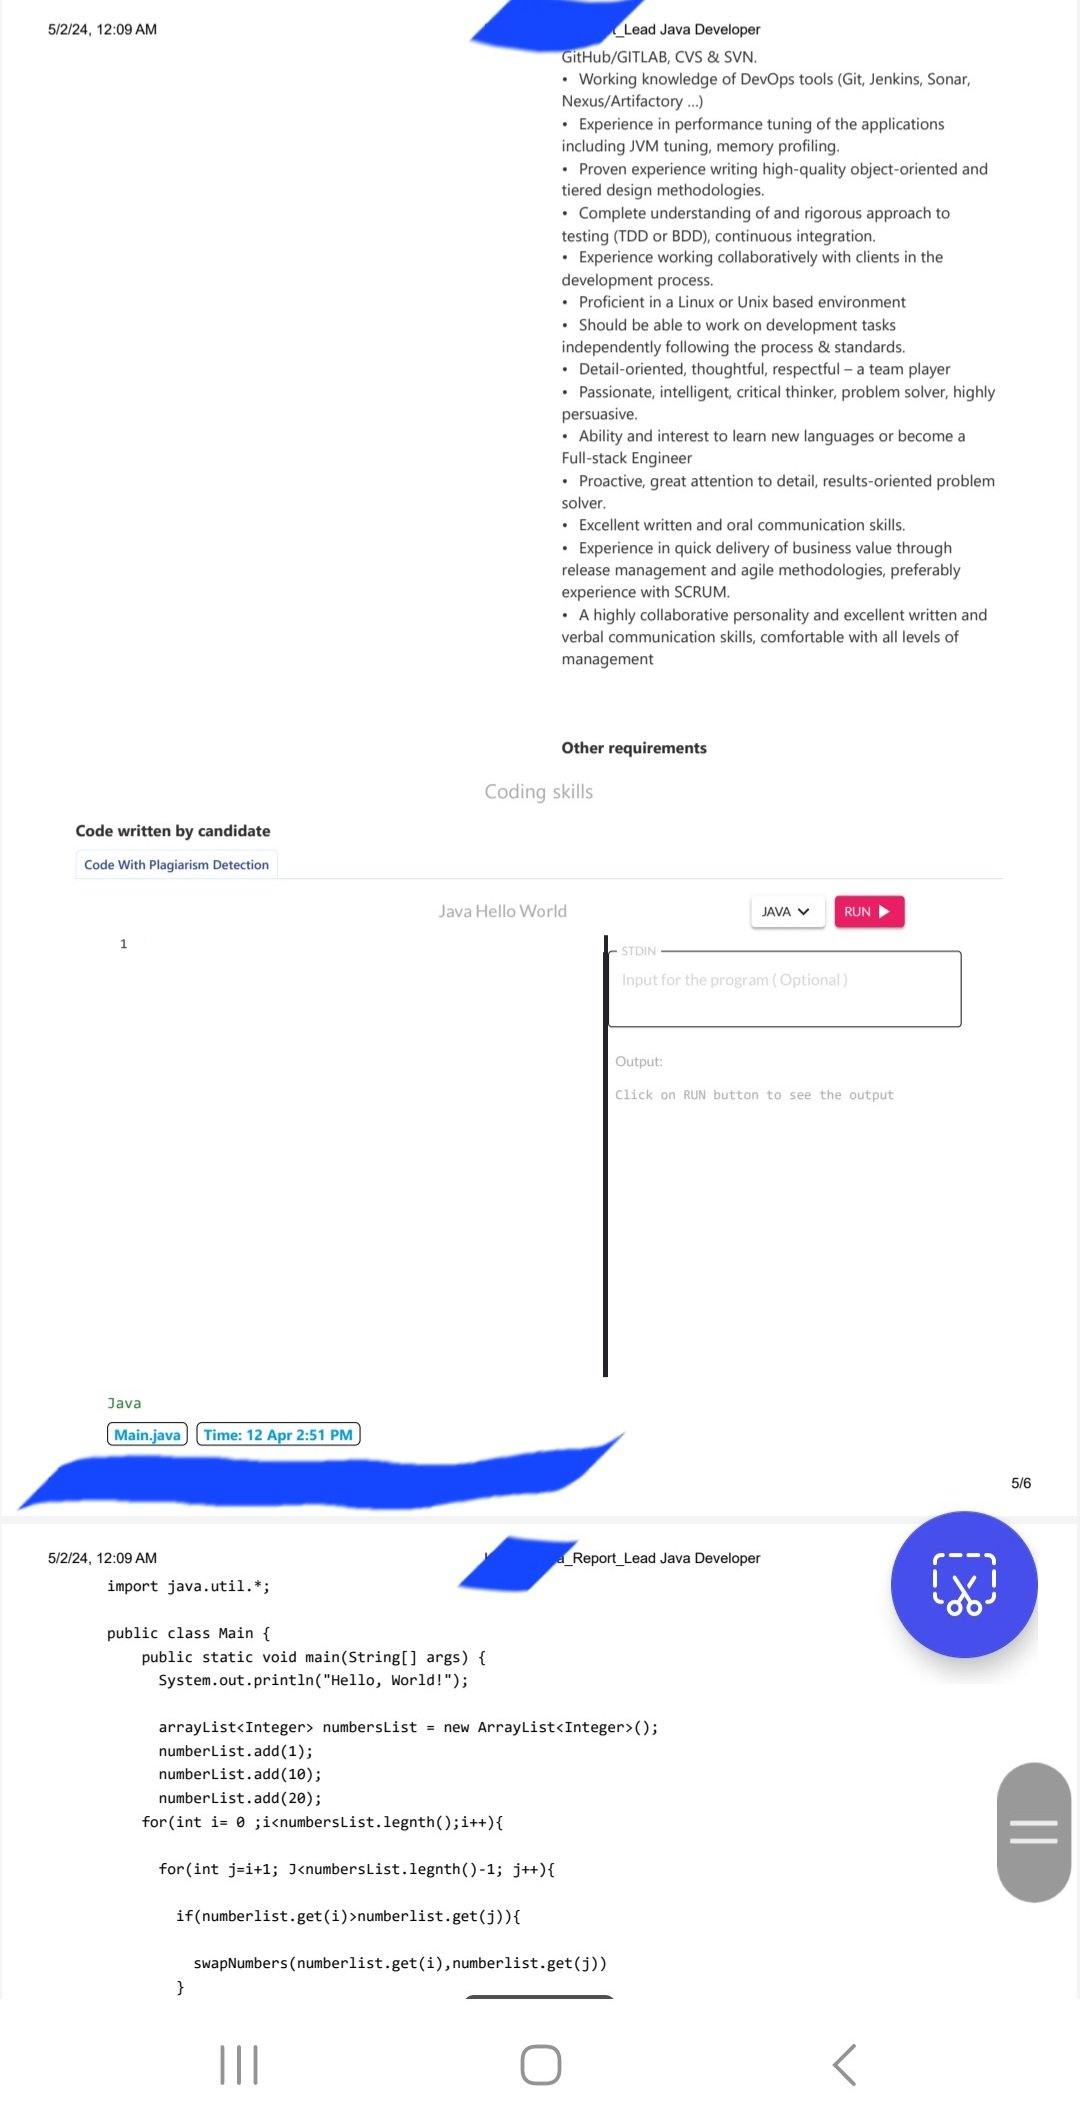 5/2/24, 12:09 AM
_Lead Java Developer
GitHub/GITLAB, CVS & SVN.
• Working knowledge of DevOps tools (Git, Jenkins, Sonar,
Nexus/Artifactory ...)
• Experience in performance tuning of the applications
including JVM tuning, memory profiling.
• Proven experience writing high-quality object-oriented and
tiered design methodologies.
• Complete understanding of and rigorous approach to
testing (TDD or BDD), continuous integration.
• Experience working collaboratively with clients in the
development process.
• Proficient in a Linux or Unix based environment
• Should be able to work on development tasks
independently following the process & standards.
• Detail-oriented, thoughtful, respectful – a team player
• Passionate, intelligent, critical thinker, problem solver, highly
persuasive.
• Ability and interest to learn new languages or become a
Full-stack Engineer
• Proactive, great attention to detail, results-oriented problem
solver.
• Excellent written and oral communication skills.
• Experience in quick delivery of business value through
release management and agile methodologies, preferably
experience with SCRUM.
• A highly collaborative personality and excellent written and
verbal communication skills, comfortable with all levels of
management
Other requirements
Coding skills
Code written by candidate
Code With Plagiarism Detection
Java Hello World
JAVA
RUN
1
STDIN
Input for the program ( Optional )
Output:
Click on RUN button to see the output
Java
Main.java
Time: 12 Apr 2:51 PM
5/6
5/2/24, 12:09 AM
_Report_Lead Java Developer
import java.util.*;
public class Main {
public static void main(String[] args) {
System.out.println("Hello, World!");
arrayList<Integer> numbersList = new ArrayList<Integer>();
numberList.add(1);
numberList.add(10);
numberList.add(20);
for(int i= 0 ;i<numbersList.legnth();i++){
for(int j=i+1; J<numbersList.legnth()-1; j++){
if(numberlist.get(i)>numberlist.get(j)){
swapNumbers(numberlist.get(i),numberlist.get(j))
}